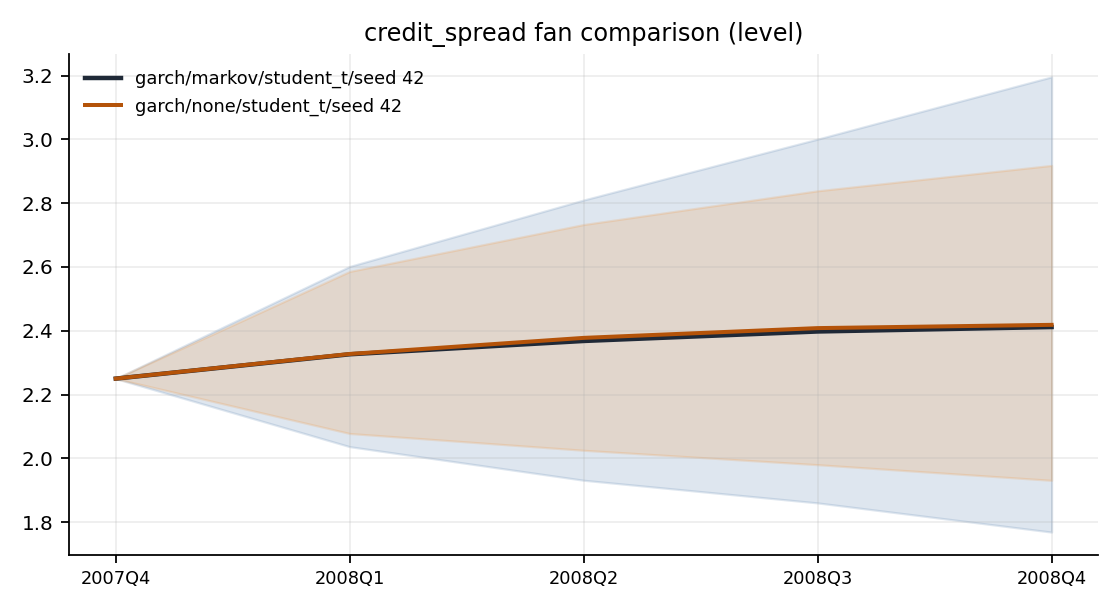 credit_spread fan comparison (level)
garch/markov/student_t/seed 42
garch/none/student_t/seed 42
3.2
3.0
2.8
2.6
2.4
2.2
2.0
1.8
2007Q4 2008Q1 2008Q2 2008Q3 2008Q4